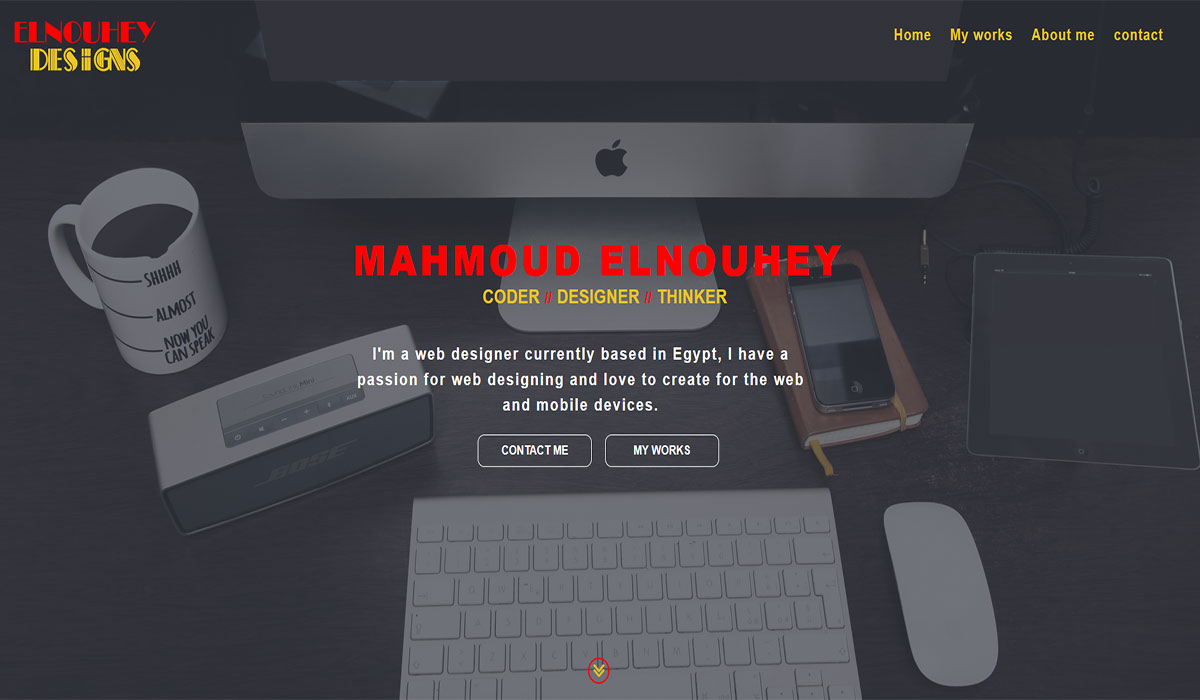 ELNOUHEY
DESIGNS
Home My works About me contact
SHHHH
ALMOST
NOW YOU
CAN SPEAK
MAHMOUD ELNOUHEY
CODER // DESIGNER // THINKER
I'm a web designer currently based in Egypt, I have a
passion for web designing and love to create for the web
and mobile devices.
CONTACT ME MY WORKS
BOSE